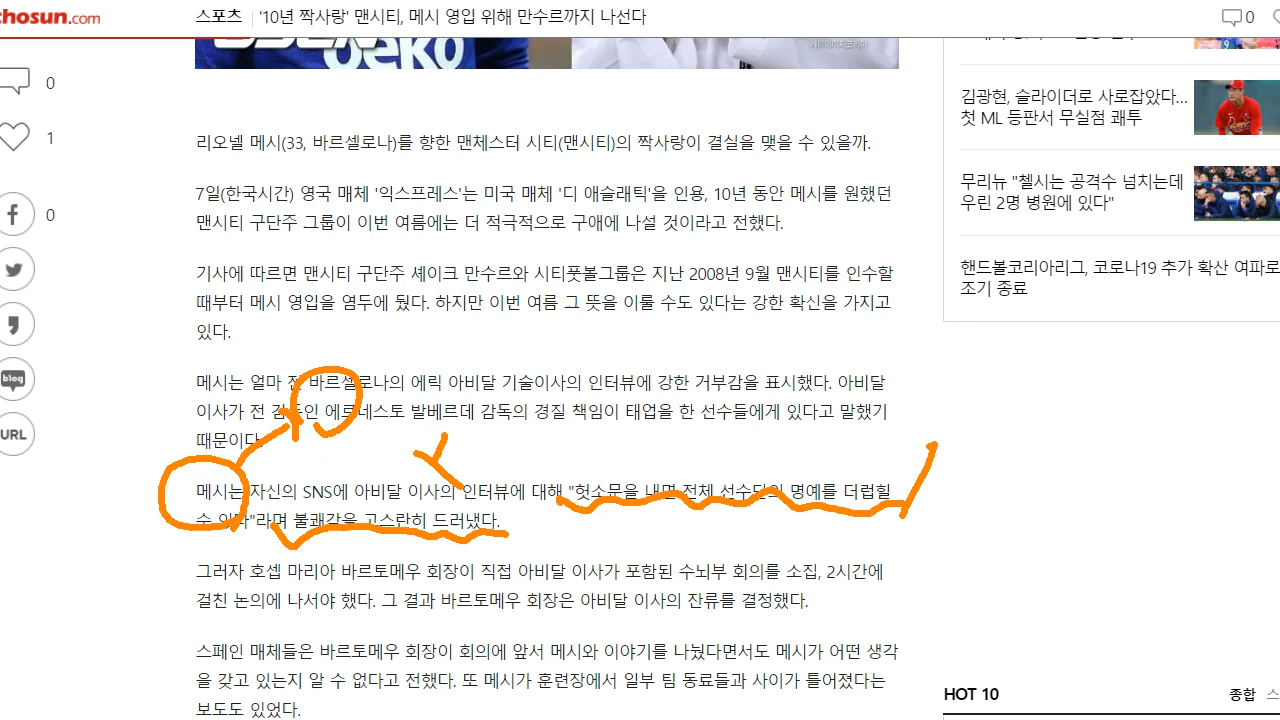 chosun.com
스포츠 '10년 짝사랑' 맨시티, 메시 영입 위해 만수르까지 나선다
0
0
1
0
blog
URL
리오넬 메시(33, 바르셀로나)를 향한 맨체스터 시티(맨시티)의 짝사랑이 결실을 맺을 수 있을까.
7일(한국시간) 영국 매체 '익스프레스'는 미국 매체 '디 애슬래틱'을 인용, 10년 동안 메시를 원했던
맨시티 구단주 그룹이 이번 여름에는 더 적극적으로 구애에 나설 것이라고 전했다.
기사에 따르면 맨시티 구단주 셰이크 만수르와 시티풋볼그룹은 지난 2008년 9월 맨시티를 인수할
때부터 메시 영입을 염두에 뒀다. 하지만 이번 여름 그 뜻을 이룰 수도 있다는 강한 확신을 가지고
있다.
메시는 얼마 전 바르셀로나의 에릭 아비달 기술이사의 인터뷰에 강한 거부감을 표시했다. 아비달
이사가 전 감독인 에르네스토 발베르데 감독의 경질 책임이 태업을 한 선수들에게 있다고 말했기
때문이다.
메시는 자신의 SNS에 아비달 이사의 인터뷰에 대해 "헛소문을 내면 전체 선수단의 명예를 더럽힐
수 있다"라며 불쾌감을 고스란히 드러냈다.
그러자 호셉 마리아 바르토메우 회장이 직접 아비달 이사가 포함된 수뇌부 회의를 소집, 2시간에
걸친 논의에 나서야 했다. 그 결과 바르토메우 회장은 아비달 이사의 잔류를 결정했다.
스페인 매체들은 바르토메우 회장이 회의에 앞서 메시와 이야기를 나눴다면서도 메시가 어떤 생각
을 갖고 있는지 알 수 없다고 전했다. 또 메시가 훈련장에서 일부 팀 동료들과 사이가 틀어졌다는
보도도 있었다.
김광현, 슬라이더로 사로잡았다...
첫 ML 등판서 무실점 쾌투
무리뉴 "첼시는 공격수 넘치는데
우린 2명 병원에 있다"
핸드볼코리아리그, 코로나19 추가 확산 여파로
조기 종료
HOT 10 종합 스